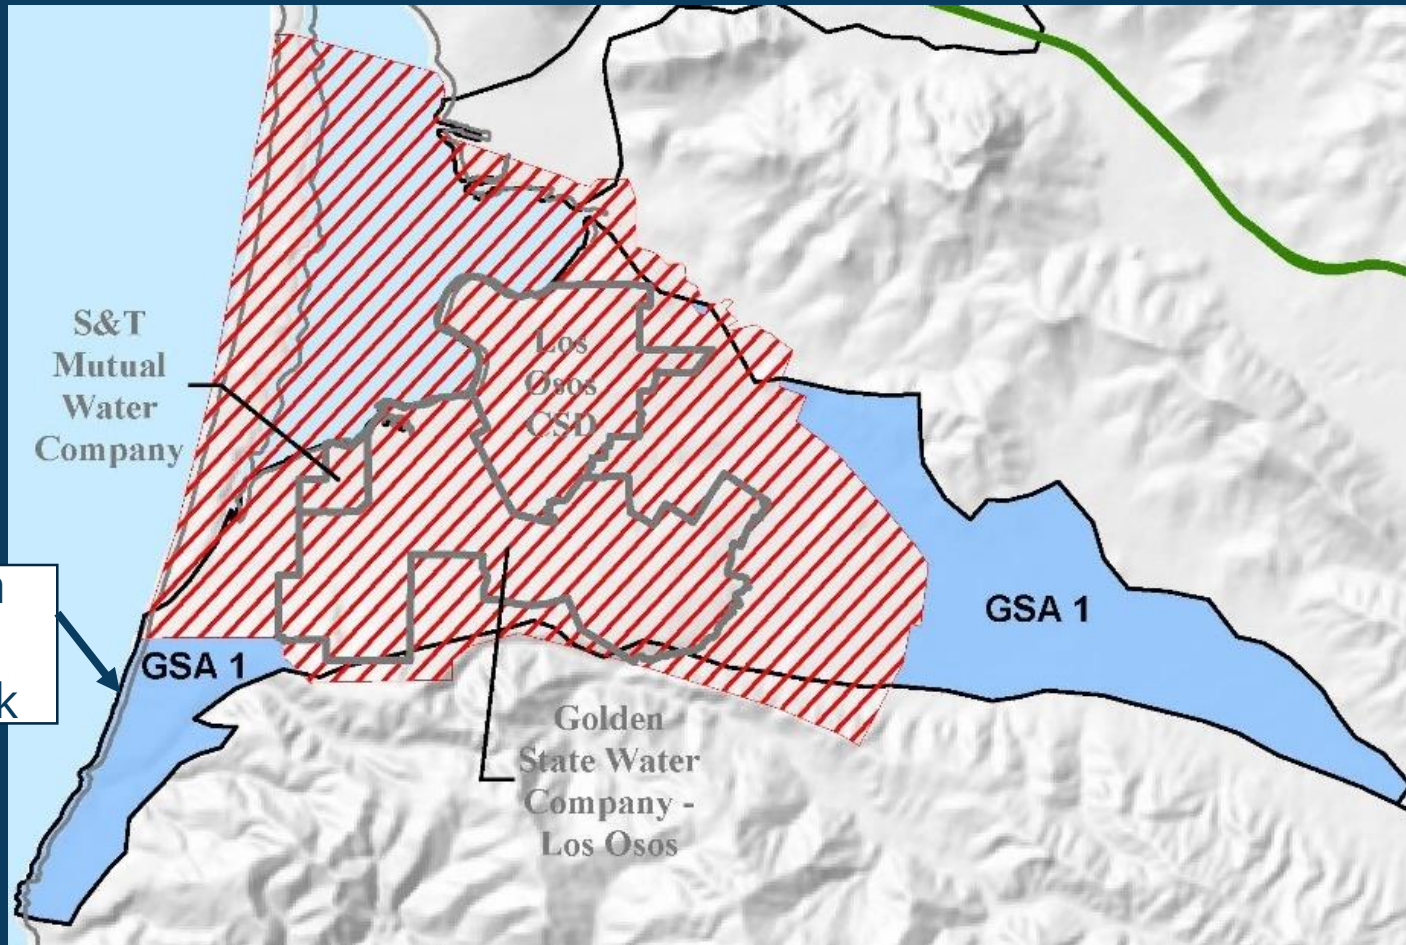 S&T
Mutual
Water
Company
Los
Osos
CSD
GSA 1
GSA 1
Golden
State Water
Company -
Los Osos